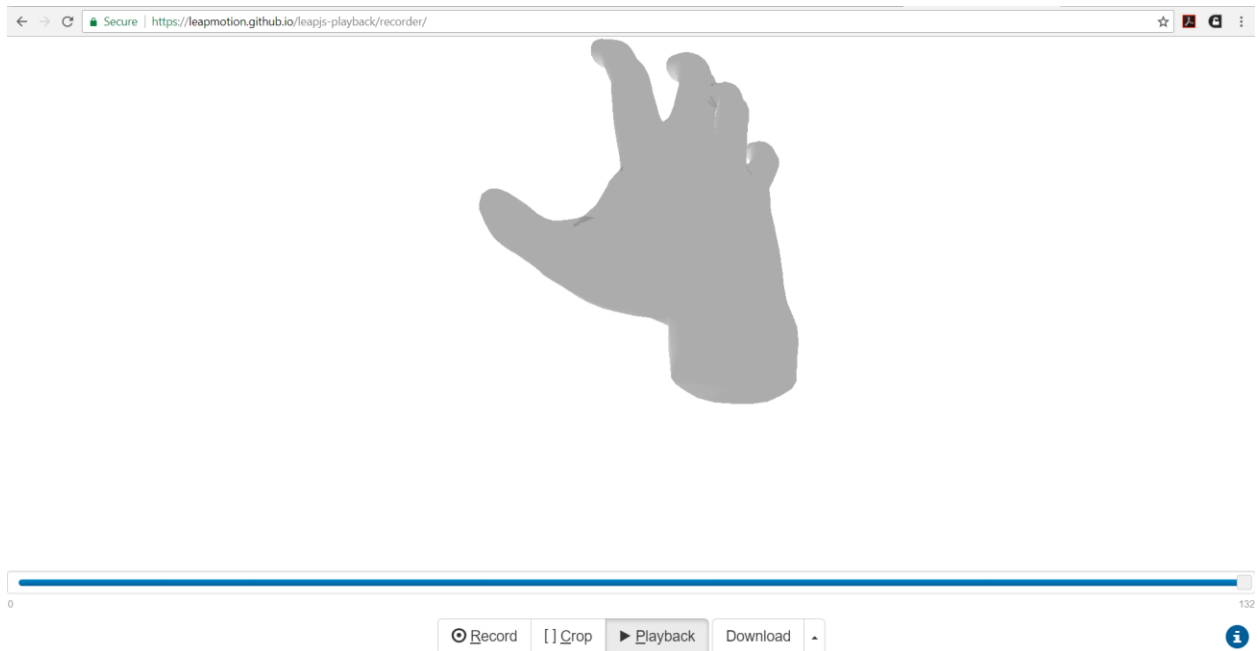 Secure | https://leapmotion.github.io/leapjs-playback/recorder/
0 132
Record [ ] Crop Playback Download